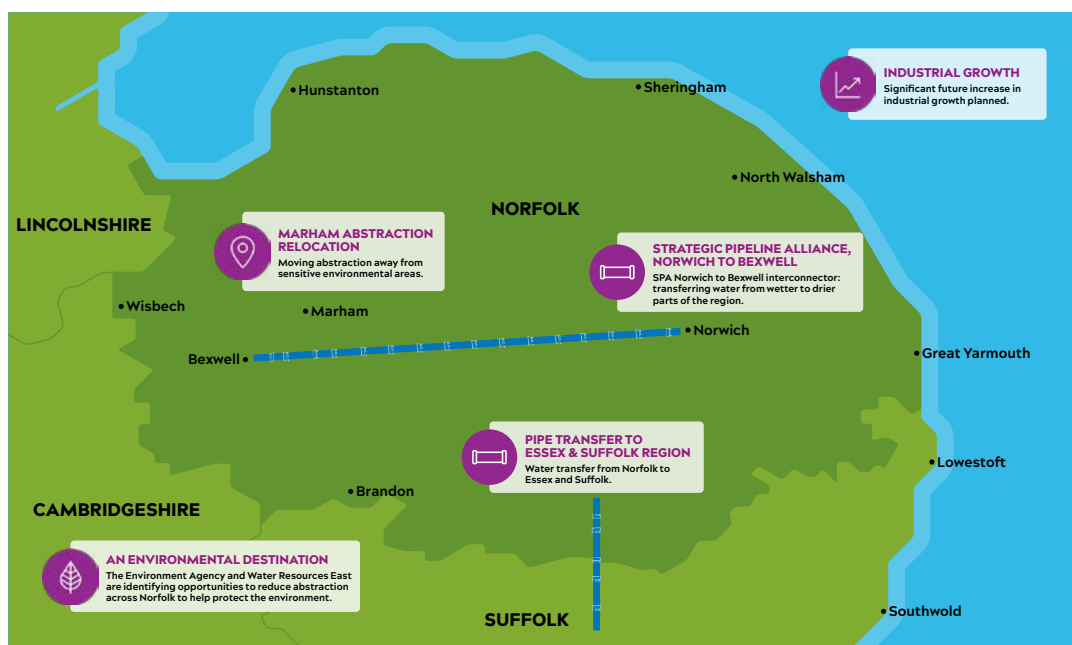 Hunstanton
Sheringham
INDUSTRIAL GROWTH
Significant future increase in
industrial growth planned.
North Walsham
LINCOLNSHIRE
NORFOLK
MARHAM ABSTRACTION
RELOCATION
Moving abstraction away from
sensitive environmental areas.
STRATEGIC PIPELINE ALLIANCE,
NORWICH TO BEXWELL
SPA Norwich to Bexwell interconnector:
transferring water from wetter to drier
parts of the region.
Wisbech
Marham
Norwich
Bexwell
Great Yarmouth
PIPE TRANSFER TO
ESSEX & SUFFOLK REGION
Water transfer from Norfolk to
Essex and Suffolk.
Lowestoft
Brandon
CAMBRIDGESHIRE
AN ENVIRONMENTAL DESTINATION
The Environment Agency and Water Resources East
are identifying opportunities to reduce abstraction
across Norfolk to help protect the environment.
SUFFOLK
Southwold